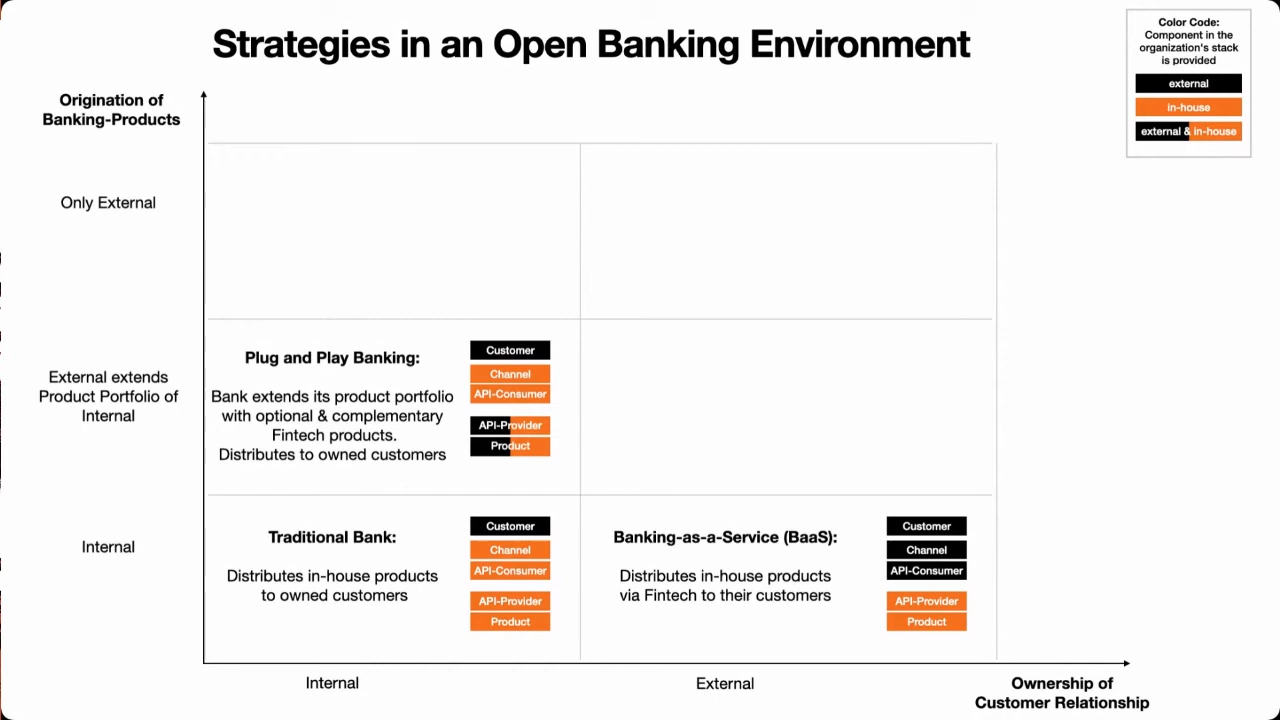 Strategies in an Open Banking Environment
Color Code:
Component in the
organization's stack
is provided
external
in-house
external & in-house
Origination of
Banking-Products
Only External
External extends
Product Portfolio of
Internal
Plug and Play Banking:
Bank extends its product portfolio
with optional & complementary
Fintech products.
Distributes to owned customers
Customer
Channel
API-Consumer
API-Provider
Product
Internal
Traditional Bank:
Distributes in-house products
to owned customers
Customer
Channel
API-Consumer
API-Provider
Product
Banking-as-a-Service (BaaS):
Distributes in-house products
via Fintech to their customers
Customer
Channel
API-Consumer
API-Provider
Product
Internal
External
Ownership of
Customer Relationship